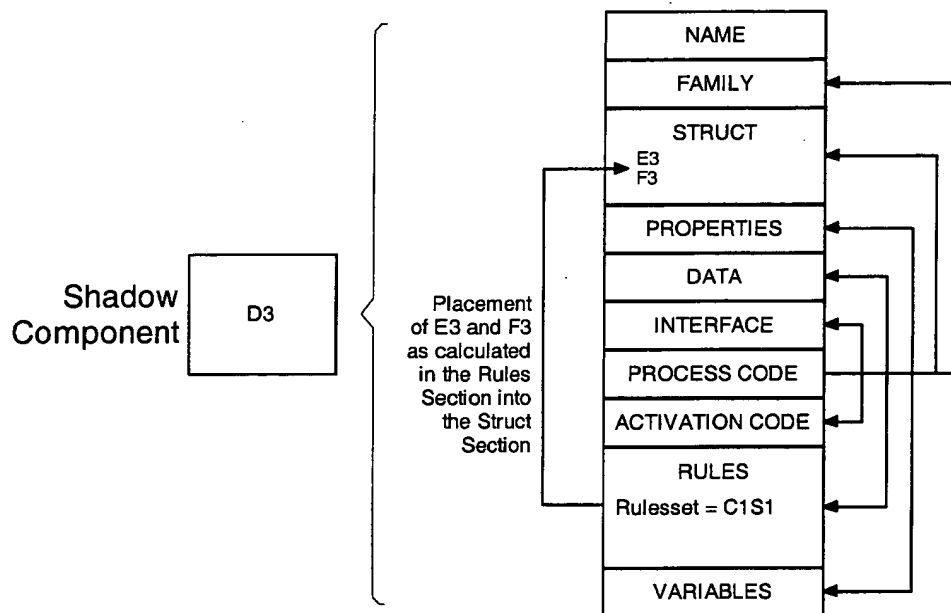 Shadow
Component
D3
Placement
of E3 and F3
as calculated
in the Rules
Section into
the Struct
Section
NAME
FAMILY
STRUCT
E3
F3
PROPERTIES
DATA
INTERFACE
PROCESS CODE
ACTIVATION CODE
RULES
Rulesset = C1S1
VARIABLES